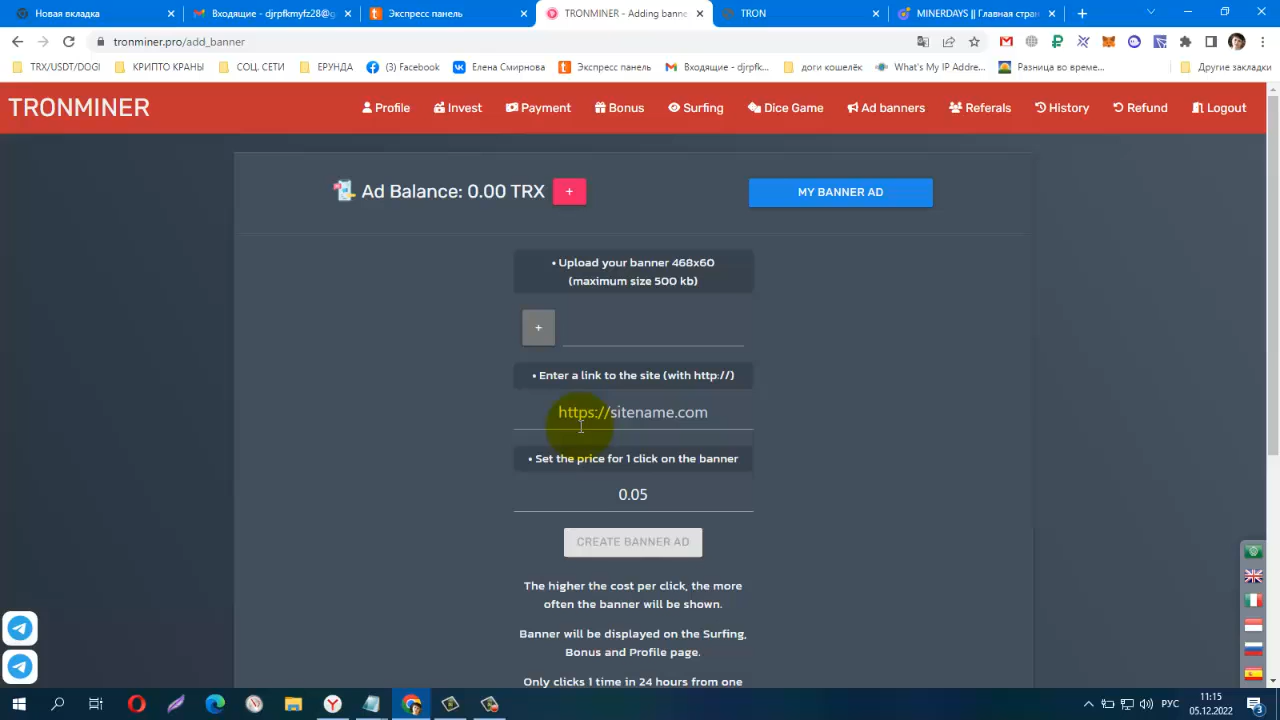 Новая вкладка
Входящие - djrpfkmyfz28@g
Экспресс панель
TRONMINER - Adding banne
TRON
MINERDAYS || Главная стран
tronminer.pro/add_banner
TRX/USDT/DOGI
КРИПТО КРАНЫ
СОЦ. СЕТИ
ЕРУНДА
(3) Facebook
Елена Смирнова
Экспресс панель
Входящие - djrpfk...
доги кошелёк
What's My IP Addre...
Разница во време...
Другие закладки
TRONMINER
Profile
Invest
Payment
Bonus
Surfing
Dice Game
Ad banners
Referals
History
Refund
Logout
Ad Balance: 0.00 TRX
+
MY BANNER AD
• Upload your banner 468x60
(maximum size 500 kb)
+
• Enter a link to the site (with http://)
https://sitename.com
• Set the price for 1 click on the banner
0.05
CREATE BANNER AD
The higher the cost per click, the more
often the banner will be shown.
Banner will be displayed on the Surfing,
Bonus and Profile page.
Only clicks 1 time in 24 hours from one
РУС
11:15
05.12.2022
3